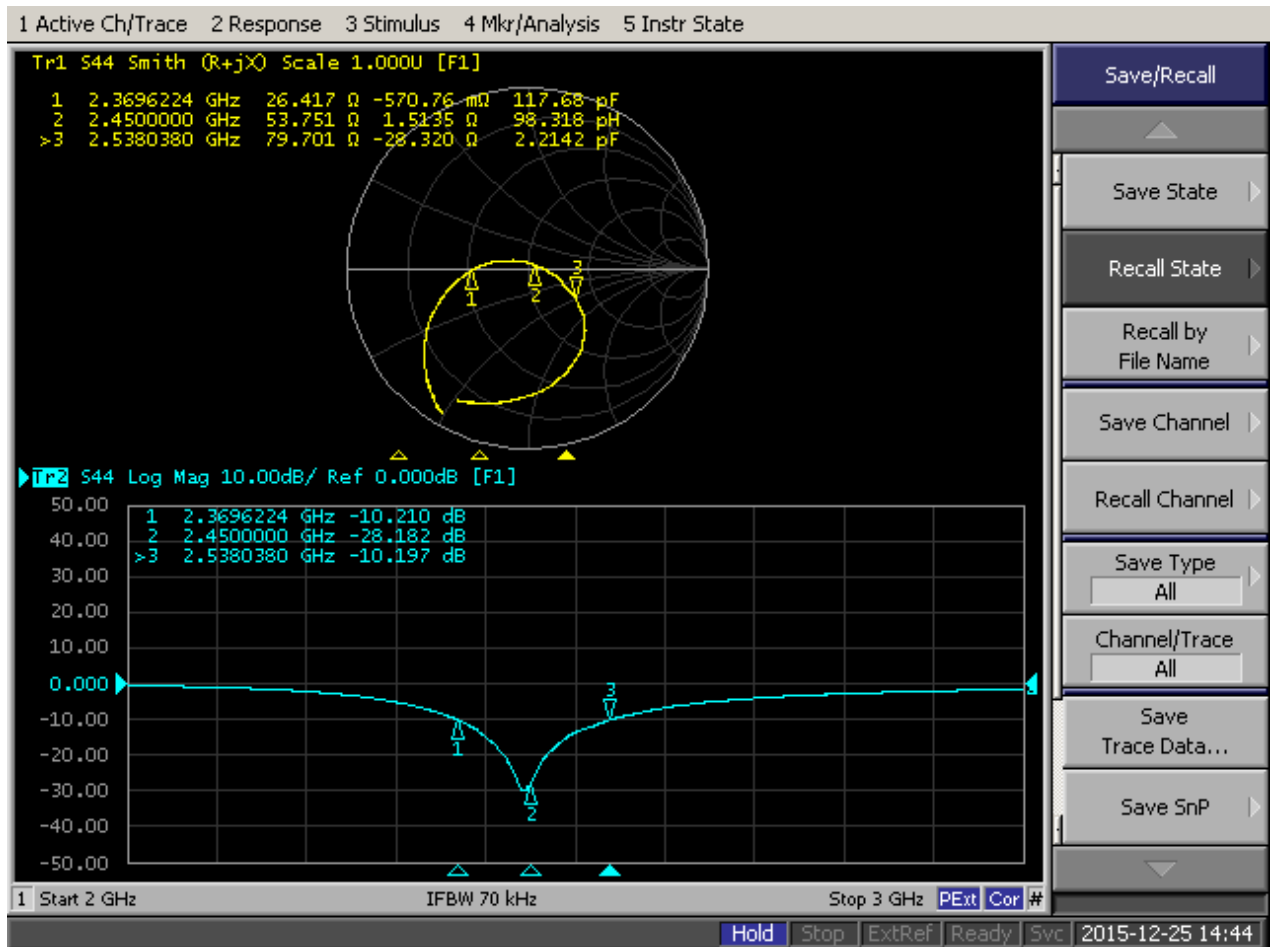 1 Active Ch/Trace 2 Response 3 Stimulus 4 Mkr/Analysis 5 Instr State
Tr1 S44 Smith (R+jX) Scale 1.000U [F1]
1 2.3696224 GHz 26.417 Ω -570.76 mΩ 117.68 pF
2 2.4500000 GHz 53.751 Ω 1.5135 Ω 98.318 pH
>3 2.5380380 GHz 79.701 Ω -28.320 Ω 2.2142 pF
3
1
2
Tr2 S44 Log Mag 10.00dB/ Ref 0.000dB [F1]
50.00
1 2.3696224 GHz -10.210 dB
40.00
2 2.4500000 GHz -28.182 dB
>3 2.5380380 GHz -10.197 dB
30.00
20.00
10.00
0.000
3
-10.00
1
-20.00
-30.00
2
-40.00
-50.00
1 Start 2 GHz IFBW 70 kHz Stop 3 GHz PExt Cor #
Save/Recall
Save State
Recall State
Recall by
File Name
Save Channel
Recall Channel
Save Type
All
Channel/Trace
All
Save
Trace Data...
Save SnP
Hold Stop ExtRef Ready Svc 2015-12-25 14:44